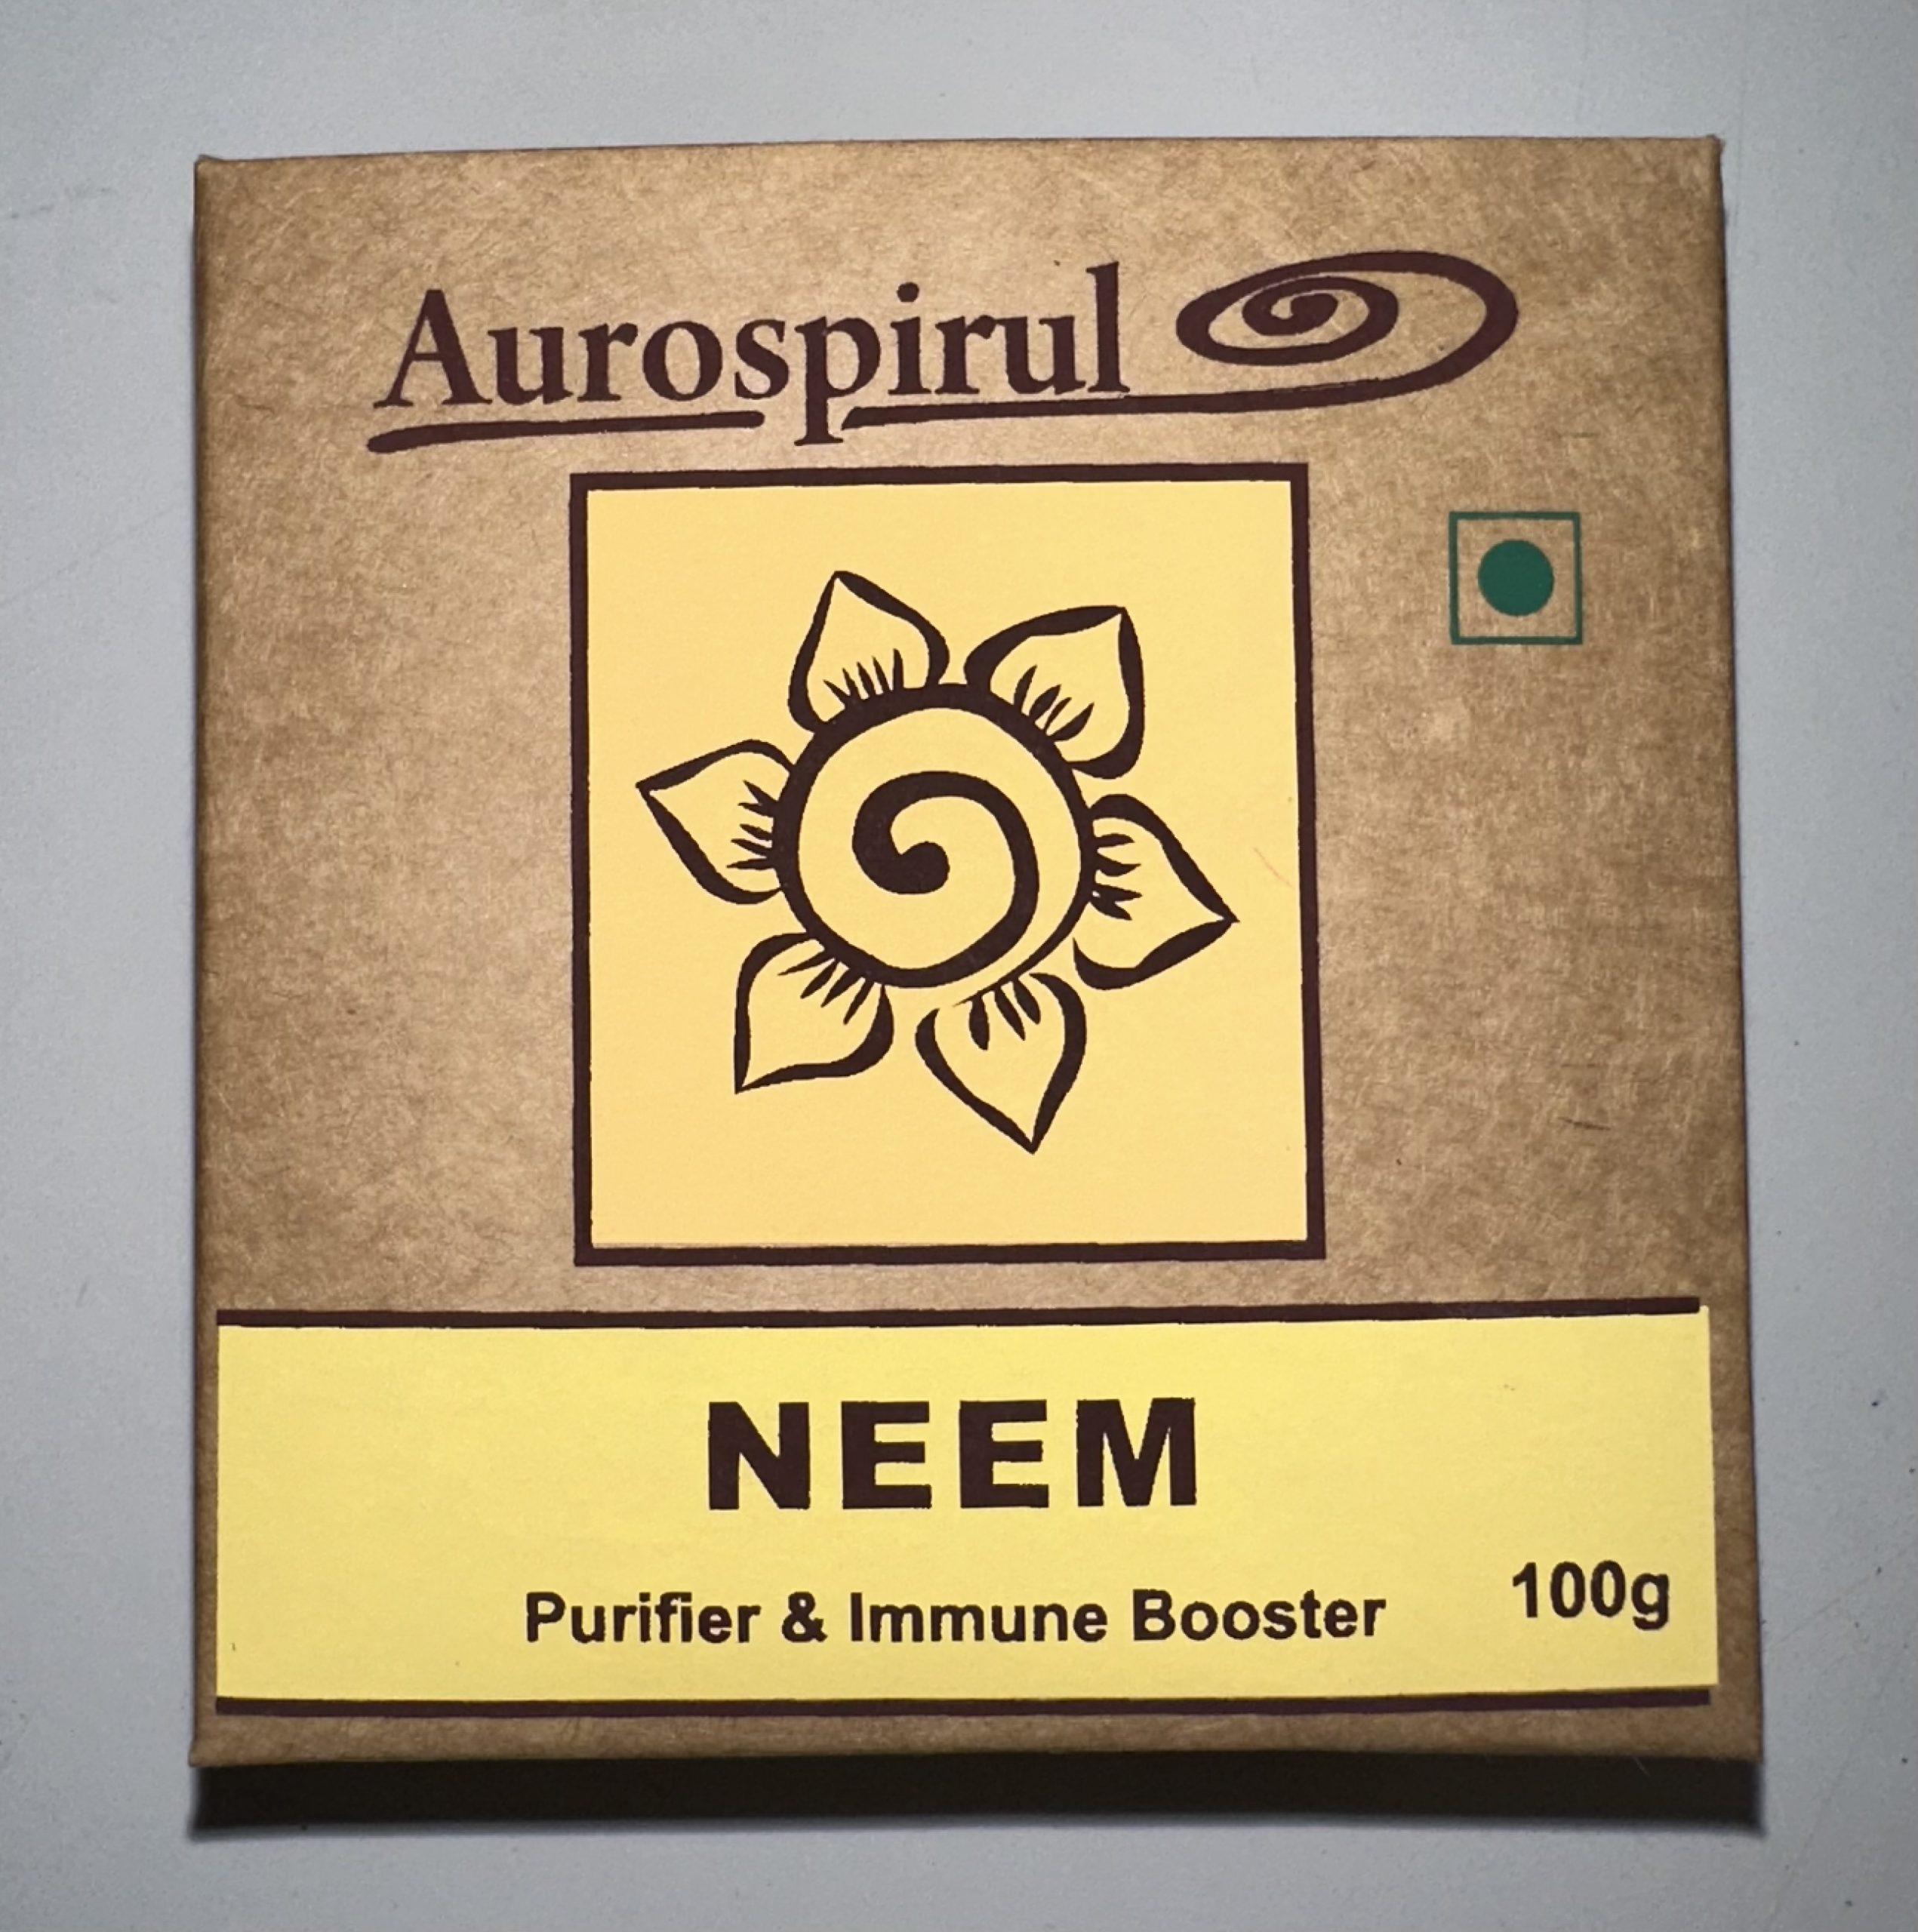 Aurospirul
NEEM
Purifier & Immune Booster
100g